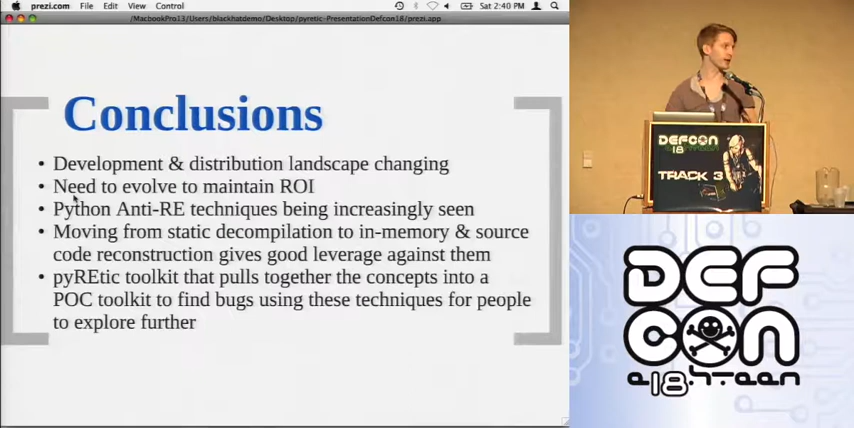 prezi.com File Edit View Control Sat 2:40 PM
/MacbookPro13/Users/blackhatdemo/Desktop/pyretic-PresentationDefcon18/prezi.app
Conclusions
• Development & distribution landscape changing
• Need to evolve to maintain ROI
• Python Anti-RE techniques being increasingly seen
• Moving from static decompilation to in-memory & source
code reconstruction gives good leverage against them
• pyREtic toolkit that pulls together the concepts into a
POC toolkit to find bugs using these techniques for people
to explore further
DEFCON
18
TRACK 3
DEF
CON
e18hteen